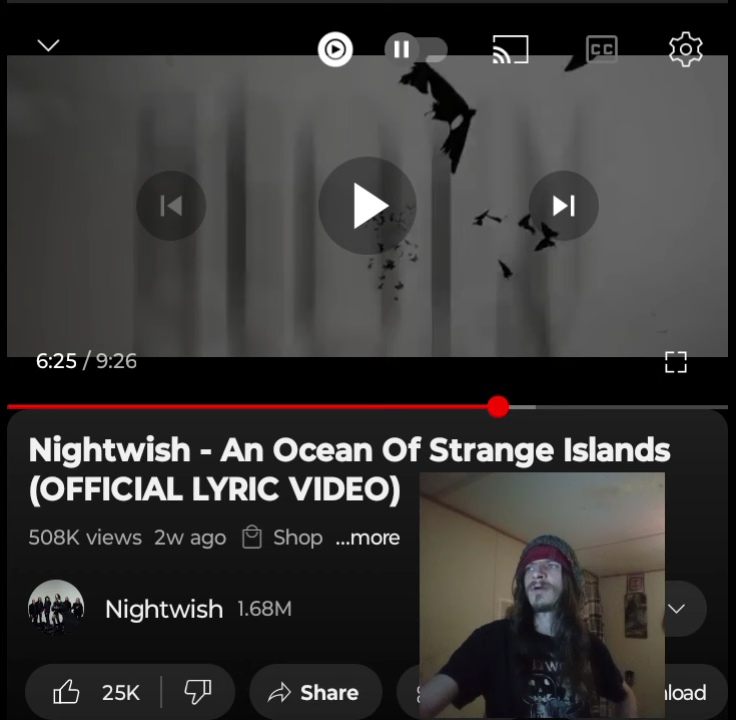 CC
6:25 / 9:26
Nightwish - An Ocean Of Strange Islands
(OFFICIAL LYRIC VIDEO)
508K views 2w ago Shop ...more
Nightwish 1.68M
25K Share